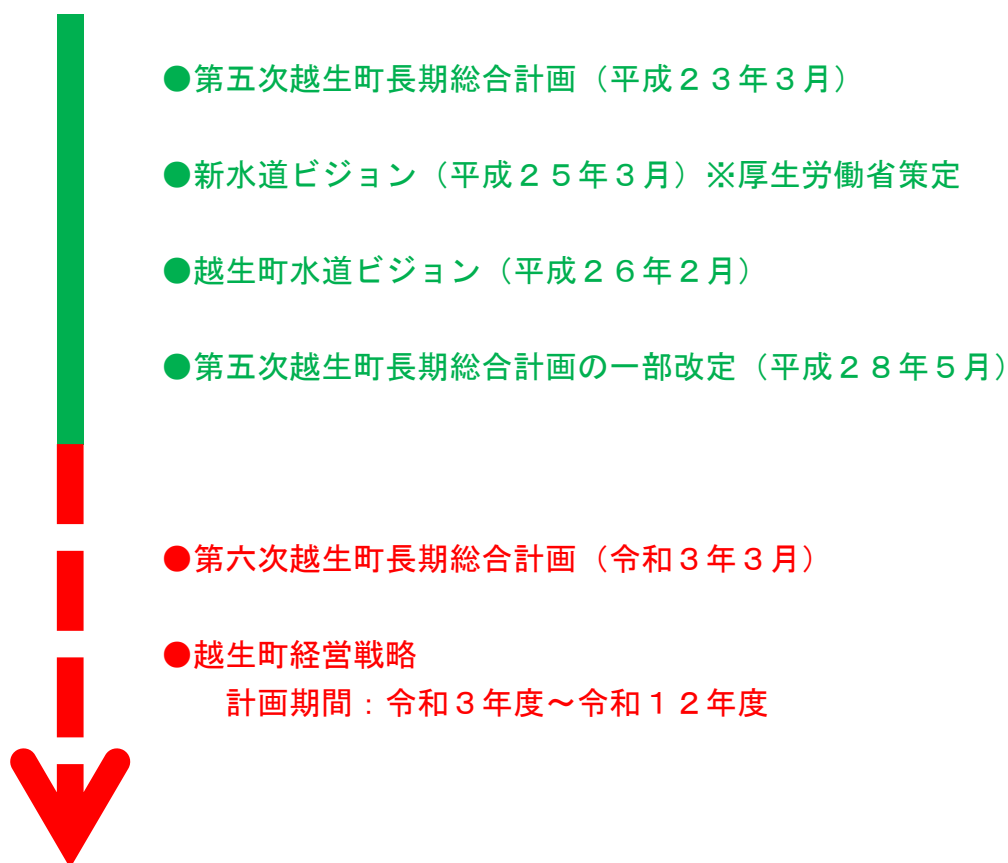 ●第五次越生町長期総合計画（平成２３年３月）
●新水道ビジョン（平成２５年３月）※厚生労働省策定
●越生町水道ビジョン（平成２６年２月）
●第五次越生町長期総合計画の一部改定（平成２８年５月）
●第六次越生町長期総合計画（令和３年３月）
●越生町経営戦略
計画期間：令和３年度～令和１２年度